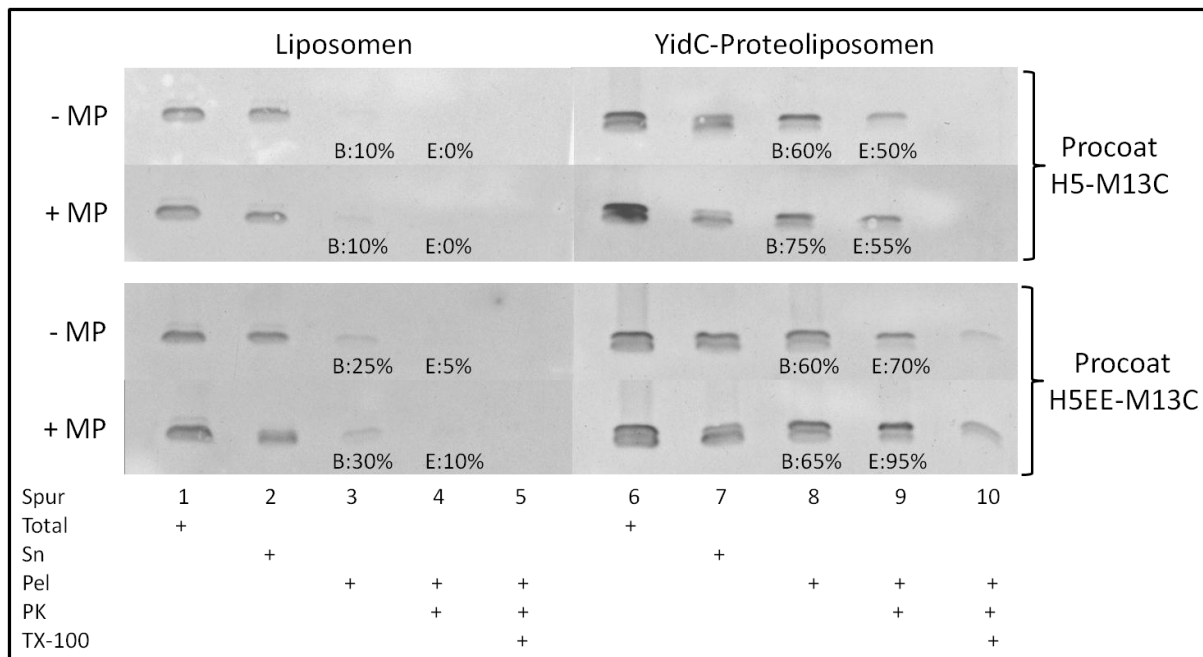 Liposomen YidC-Proteoliposomen
- MP
B:10% E:0% B:60% E:50%
Procoat
H5-M13C
+ MP
B:10% E:0% B:75% E:55%
- MP
B:25% E:5% B:60% E:70%
Procoat
H5EE-M13C
+ MP
B:30% E:10% B:65% E:95%
Spur 1 2 3 4 5 6 7 8 9 10
Total + +
Sn + +
Pel + + + + + +
PK + + + +
TX-100 + +